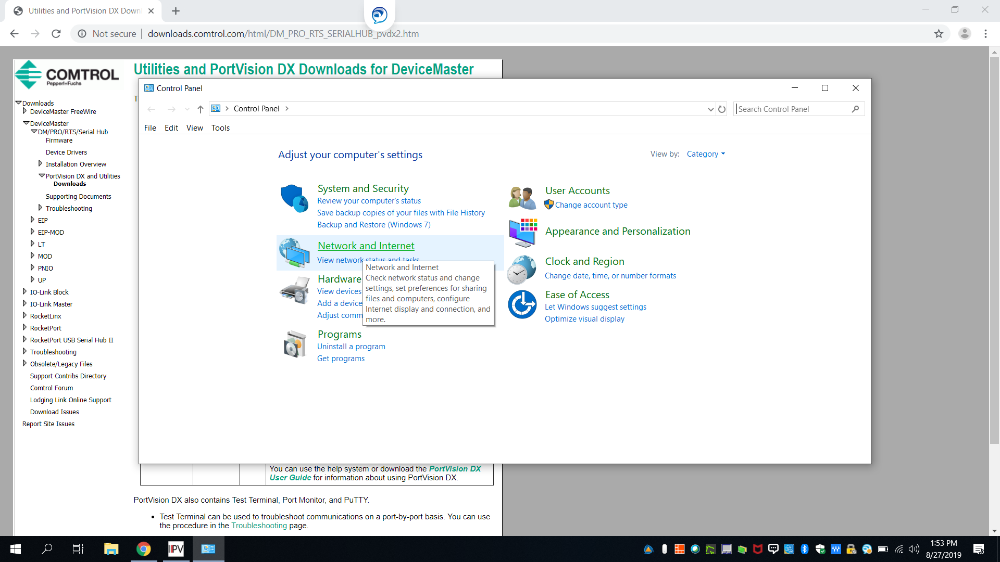 Utilities and PortVision DX Down
Not secure | downloads.comtrol.com/html/DM_PRO_RTS_SERIALHUB_pvdx2.htm
COMTROL
Pepperl+Fuchs
Utilities and PortVision DX Downloads for DeviceMaster
T
Downloads
DeviceMaster FreeWire
DeviceMaster
DM/PRO/RTS/Serial Hub
Firmware
Device Drivers
Installation Overview
PortVision DX and Utilities
Downloads
Supporting Documents
Troubleshooting
EIP
EIP-MOD
LT
MOD
PNIO
UP
IO-Link Block
IO-Link Master
RocketLinx
RocketPort
RocketPort USB Serial Hub II
Troubleshooting
Obsolete/Legacy Files
Support Contribs Directory
Comtrol Forum
Lodging Link Online Support
Download Issues
Report Site Issues
Control Panel
Control Panel
Search Control Panel
File Edit View Tools
Adjust your computer's settings
View by: Category
System and Security
Review your computer's status
Save backup copies of your files with File History
Backup and Restore (Windows 7)
Network and Internet
View network status and tasks
Network and Internet
Check network status and change
settings, set preferences for sharing
files and computers, configure
Internet display and connection, and
more.
Hardware
View devices
Add a device
Adjust comm
Programs
Uninstall a program
Get programs
User Accounts
Change account type
Appearance and Personalization
Clock and Region
Change date, time, or number formats
Ease of Access
Let Windows suggest settings
Optimize visual display
You can use the help system or download the PortVision DX
User Guide for information about using PortVision DX.
PortVision DX also contains Test Terminal, Port Monitor, and PuTTY.
• Test Terminal can be used to troubleshoot communications on a port-by-port basis. You can use
the procedure in the Troubleshooting page.
IPV
W
1:53 PM
8/27/2019